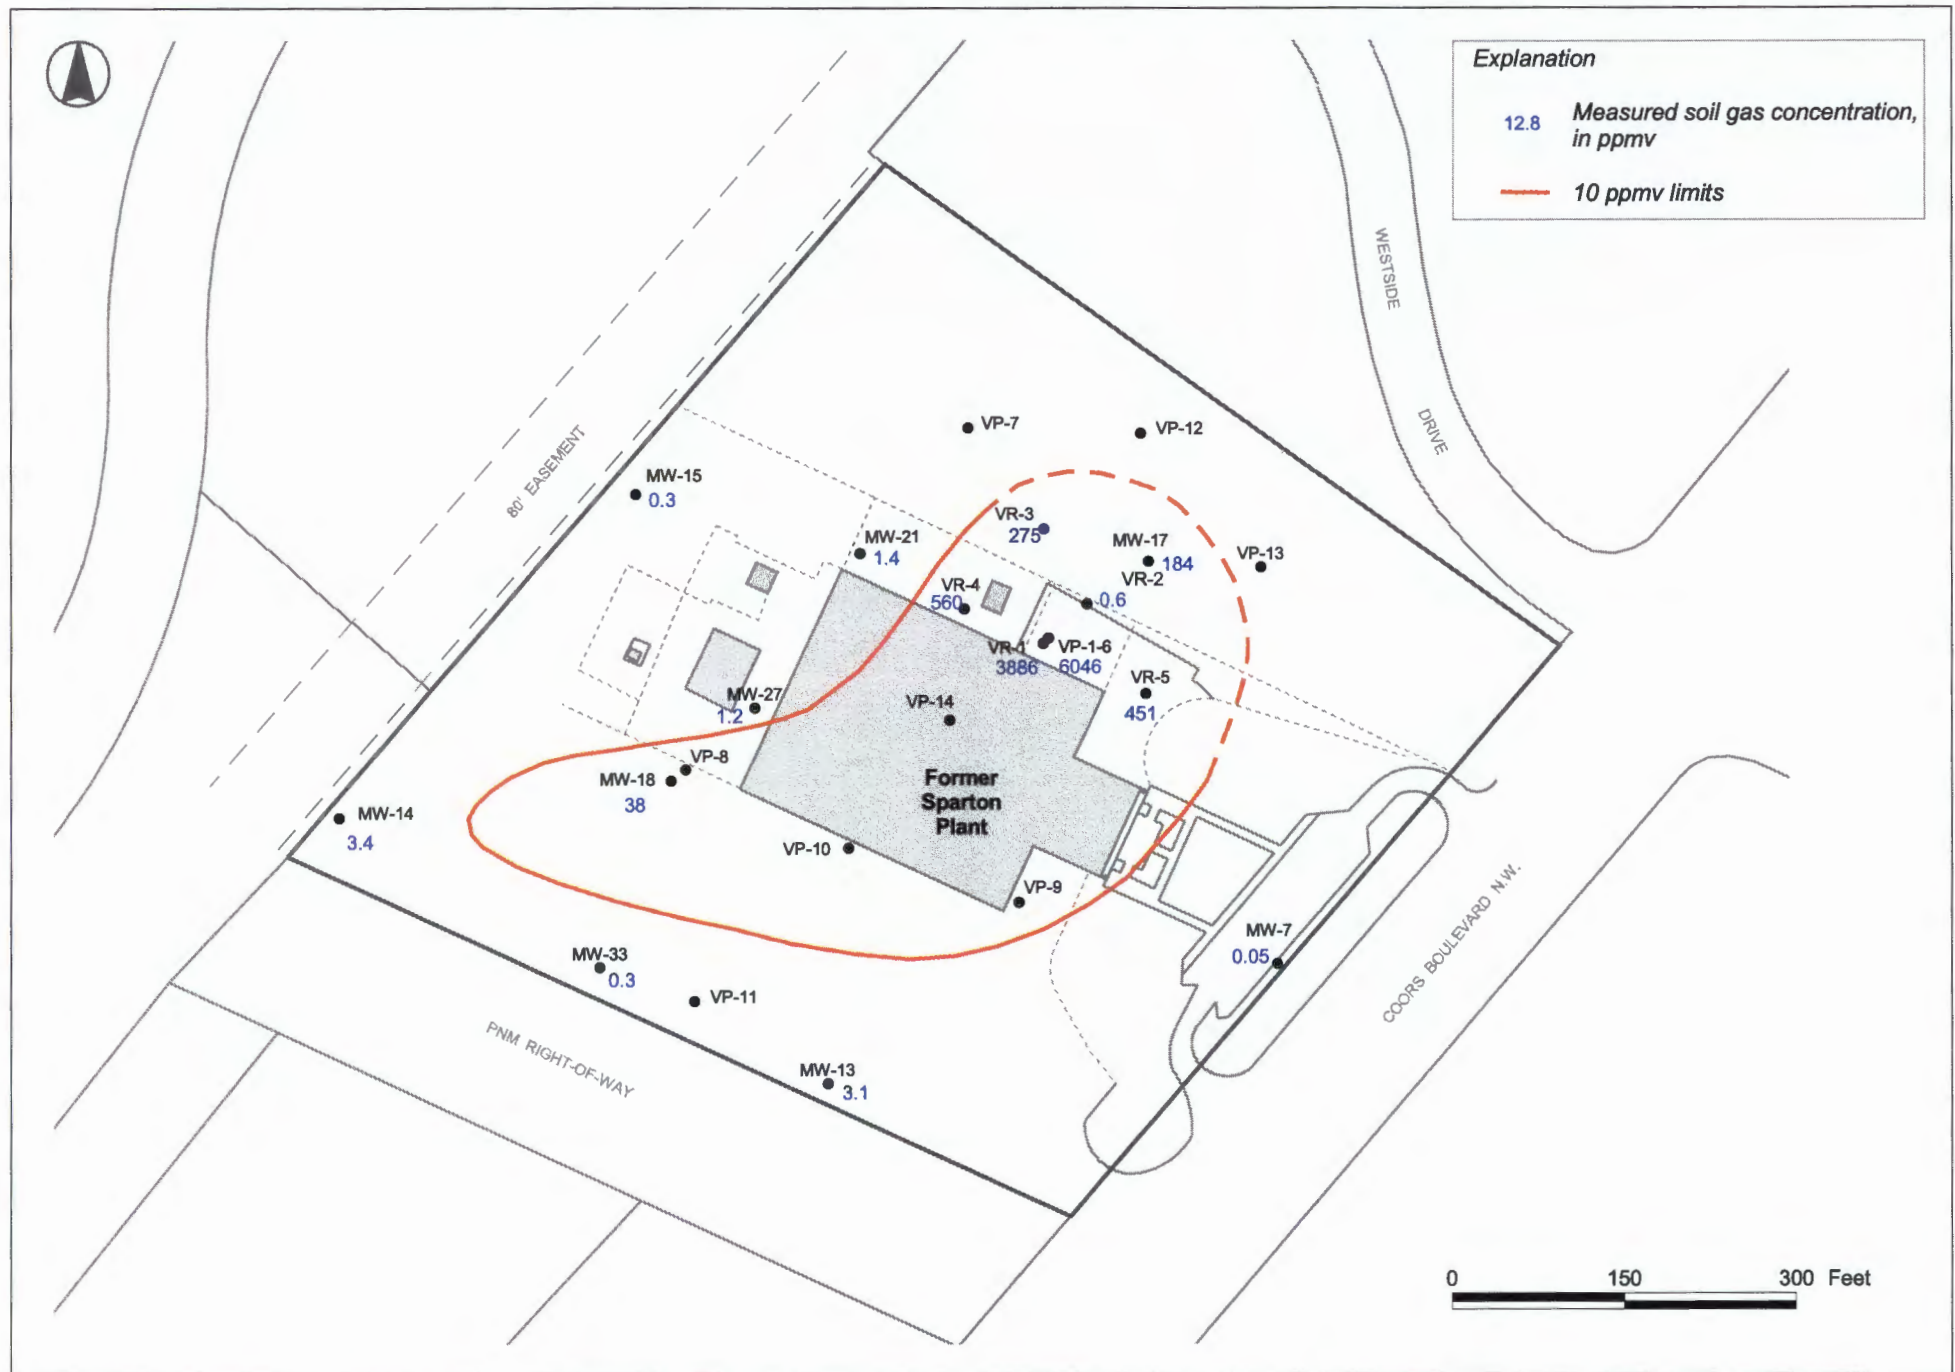 Explanation
12.8
Measured soil gas concentration,
in ppmv
10 ppmv limits
WESTSIDE
DRIVE
80' EASEMENT
VP-7
VP-12
MW-15
0.3
VR-3
275
MW-21
1.4
MW-17
184
VP-13
VR-2
0.6
VR-4
560
VR-1
3886
VP-1-6
6046
VR-5
451
MW-27
1.2
VP-14
VP-8
MW-18
38
Former
Sparton
Plant
MW-14
3.4
VP-10
VP-9
MW-7
0.05
MW-33
0.3
VP-11
MW-13
3.1
PNM RIGHT-OF-WAY
COORS BOULEVARD N.W.
0 150 300 Feet